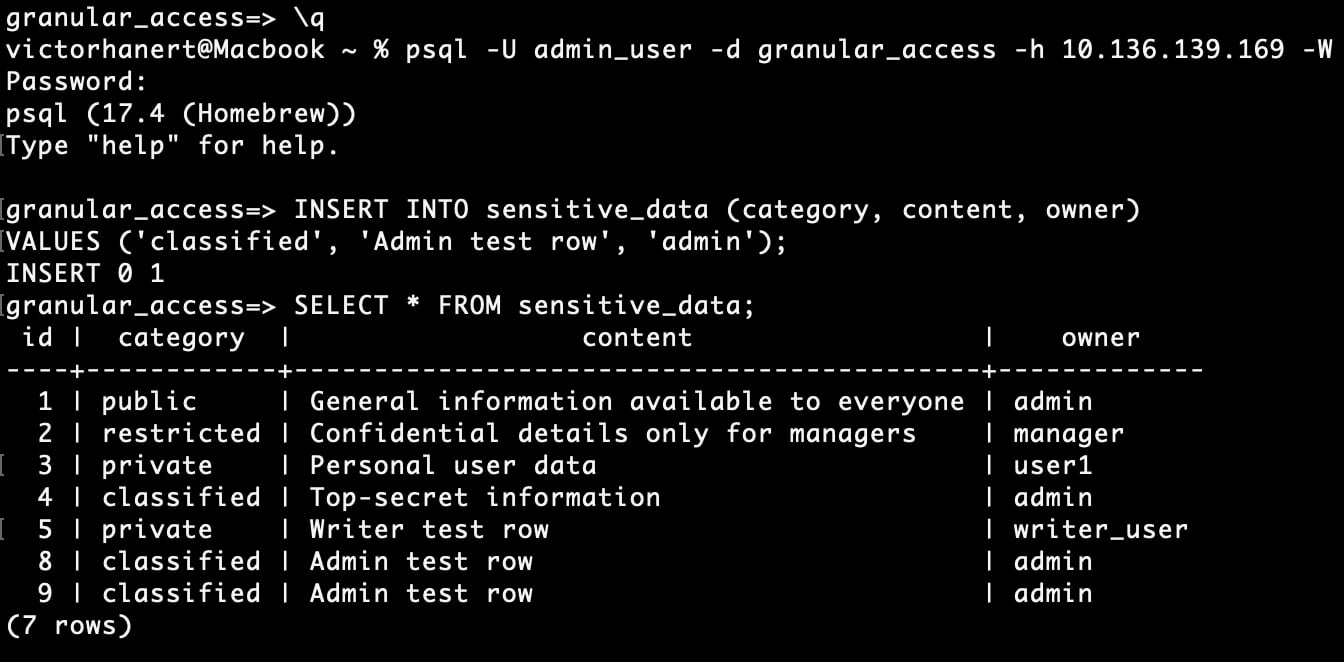 granular_access=> \q
victorhanert@Macbook ~ % psql -U admin_user -d granular_access -h 10.136.139.169 -W
Password:
psql (17.4 (Homebrew))
[Type "help" for help.

[granular_access=> INSERT INTO sensitive_data (category, content, owner)
[VALUES ('classified', 'Admin test row', 'admin');
INSERT 0 1
[granular_access=> SELECT * FROM sensitive_data;
 id |  category  |                  content                  |    owner
----+------------+-------------------------------------------+-------------
  1 | public     | General information available to everyone | admin
  2 | restricted | Confidential details only for managers    | manager
[ 3 | private    | Personal user data                        | user1
  4 | classified | Top-secret information                    | admin
[ 5 | private    | Writer test row                           | writer_user
  8 | classified | Admin test row                            | admin
  9 | classified | Admin test row                            | admin
(7 rows)